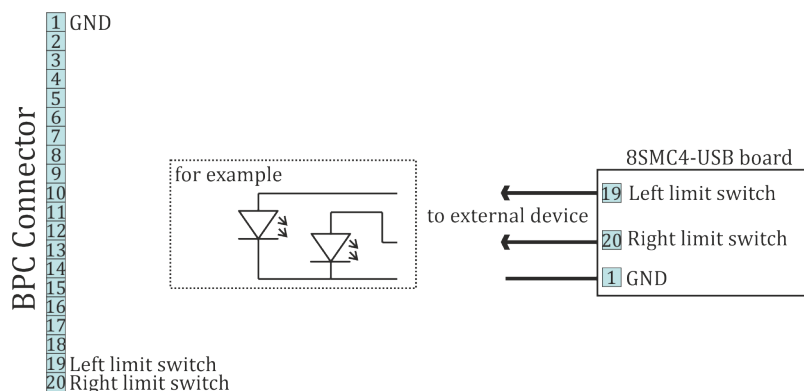 BPC Connector
1 GND
2
3
4
5
6
7
8
9
10
11
12
13
14
15
16
17
18
19 Left limit switch
20 Right limit switch
for example
to external device
8SMC4-USB board
19 Left limit switch
20 Right limit switch
1 GND